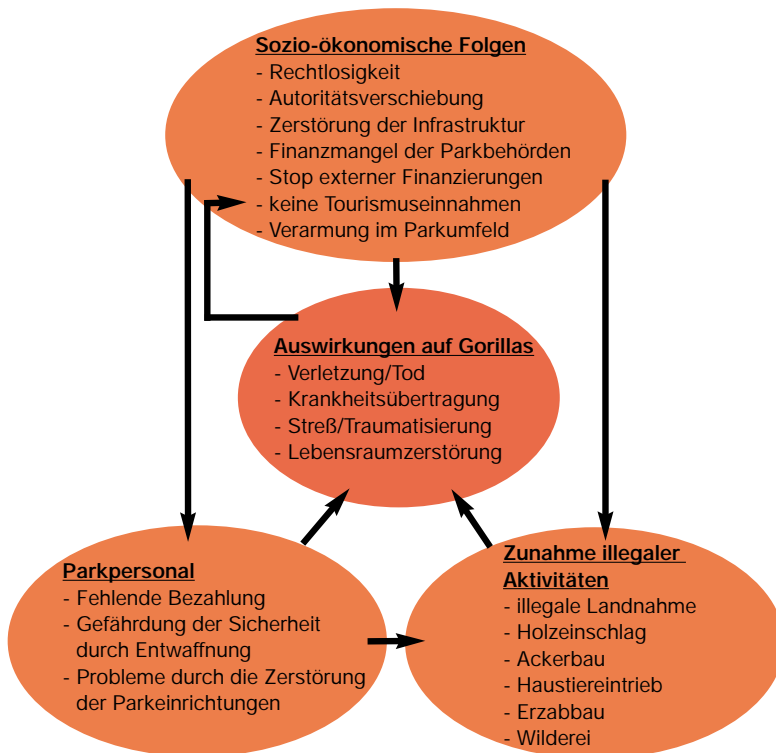 Sozio-ökonomische Folgen
- Rechtlosigkeit
- Autoritätsverschiebung
- Zerstörung der Infrastruktur
- Finanzmangel der Parkbehörden
- Stop externer Finanzierungen
- keine Tourismuseinnahmen
- Verarmung im Parkumfeld
Auswirkungen auf Gorillas
- Verletzung/Tod
- Krankheitsübertragung
- Streß/Traumatisierung
- Lebensraumzerstörung
Parkpersonal
- Fehlende Bezahlung
- Gefährdung der Sicherheit
durch Entwaffnung
- Probleme durch die Zerstörung
der Parkeinrichtungen
Zunahme illegaler
Aktivitäten
- illegale Landnahme
- Holzeinschlag
- Ackerbau
- Haustiereintrieb
- Erzabbau
- Wilderei